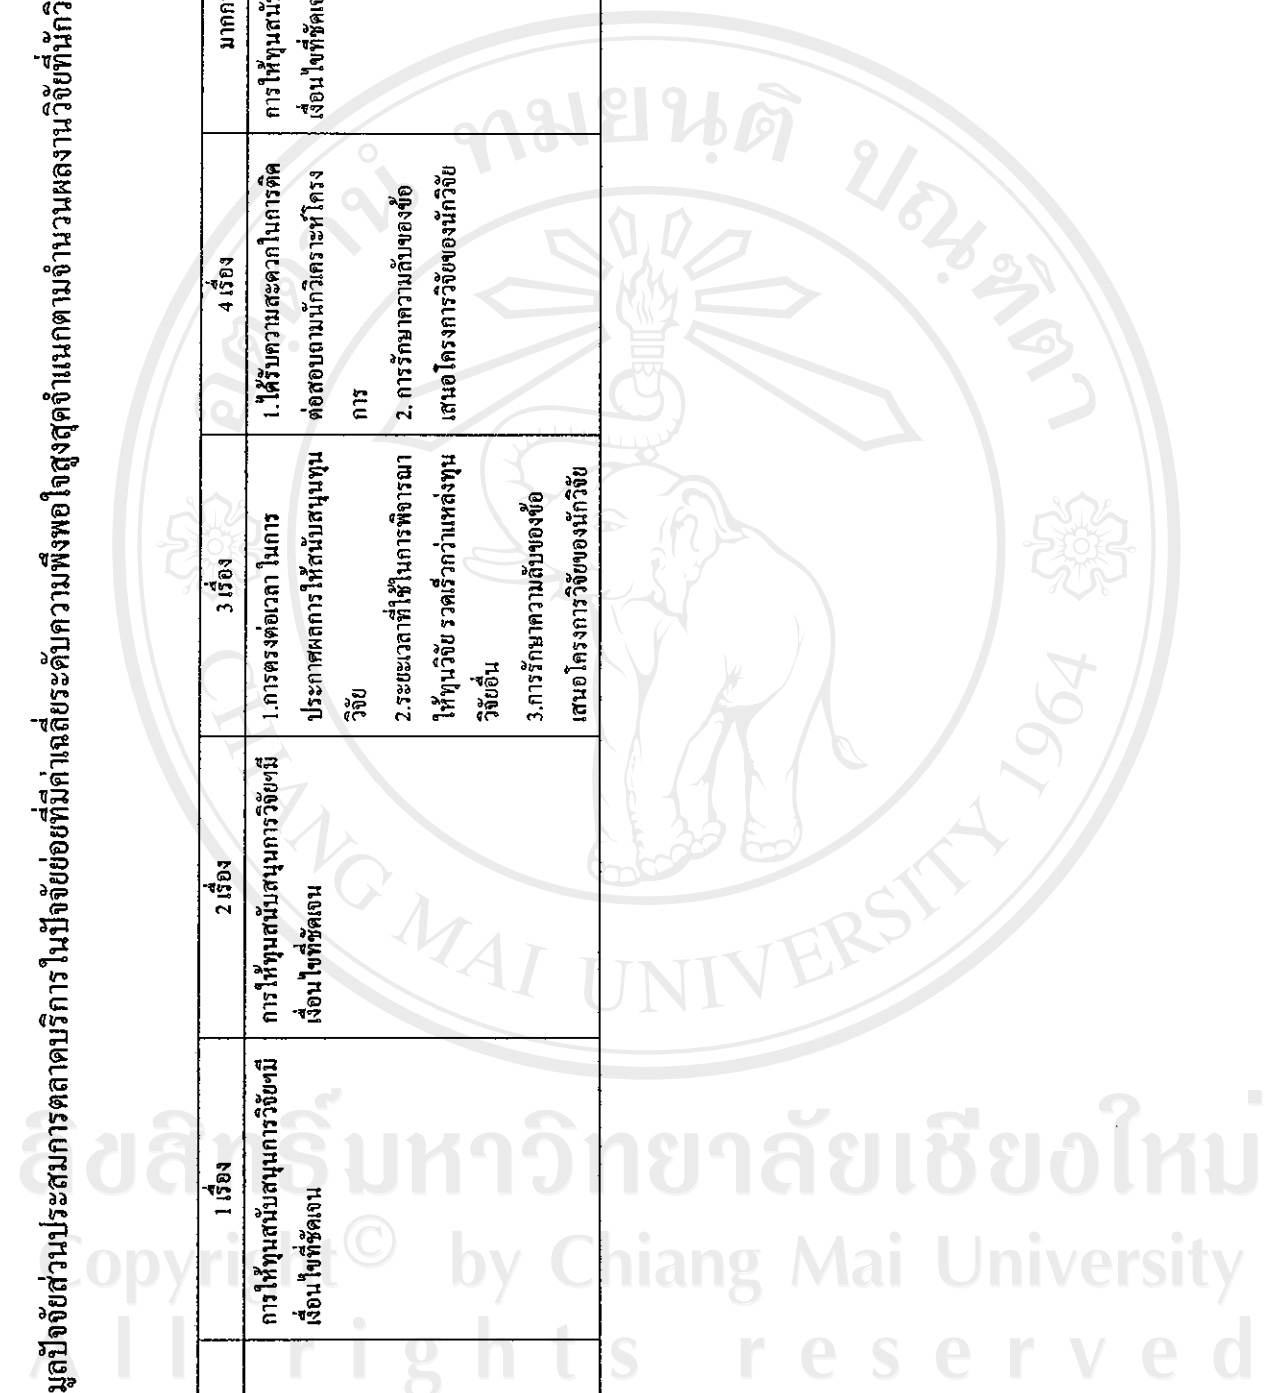 มูลปัจจัยส่วนประสมการตลาดบริการในปัจจัยย่อยที่มีค่าเฉลี่ยระดับความพึงพอใจสูงสุดจำแนกตามจำนวนผลงานวิจัยที่นักวิ
1 เรื่อง
การให้ทุนสนับสนุนการวิจัยฯมี
เงื่อนไขที่ชัดเจน
2 เรื่อง
การให้ทุนสนับสนุนการวิจัยฯมี
เงื่อนไขที่ชัดเจน
3 เรื่อง
1.การตรงต่อเวลา ในการ
ประกาศผลการให้สนับสนุนทุน
วิจัย
2.ระยะเวลาที่ใช้ในการพิจารณา
ให้ทุนวิจัย รวดเร็วกว่าแหล่งทุน
วิจัยอื่น
3.การรักษาความลับของข้อ
เสนอโครงการวิจัยของนักวิจัย
4 เรื่อง
1.ได้รับความสะดวกในการติด
ต่อสอบถามนักวิเคราะห์โครง
การ
2. การรักษาความลับของข้อ
เสนอโครงการวิจัยของนักวิจัย
มากก
การให้ทุนสนับ
เงื่อนไขที่ชัดเจ
CHIANG MAI UNIVERSITY 1964
ลิขสิทธิ์มหาวิทยาลัยเชียงใหม่
Copyright© by Chiang Mai University
All rights reserved